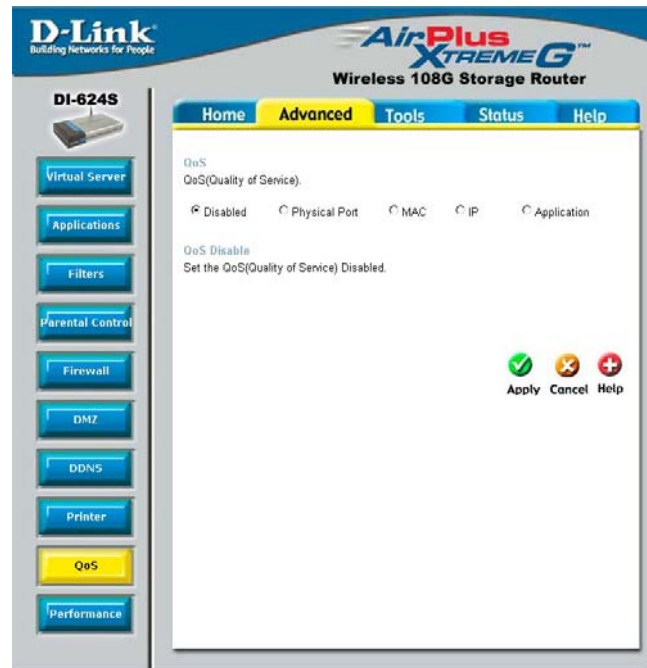 D-Link
Building Networks for People
AirPlus
XTREME G™
Wireless 108G Storage Router
DI-624S
Home Advanced Tools Status Help
Virtual Server
Applications
Filters
Parental Control
Firewall
DMZ
DDNS
Printer
QoS
Performance
QoS
QoS(Quality of Service).
Disabled Physical Port MAC IP Application
QoS Disable
Set the QoS(Quality of Service) Disabled.
Apply Cancel Help